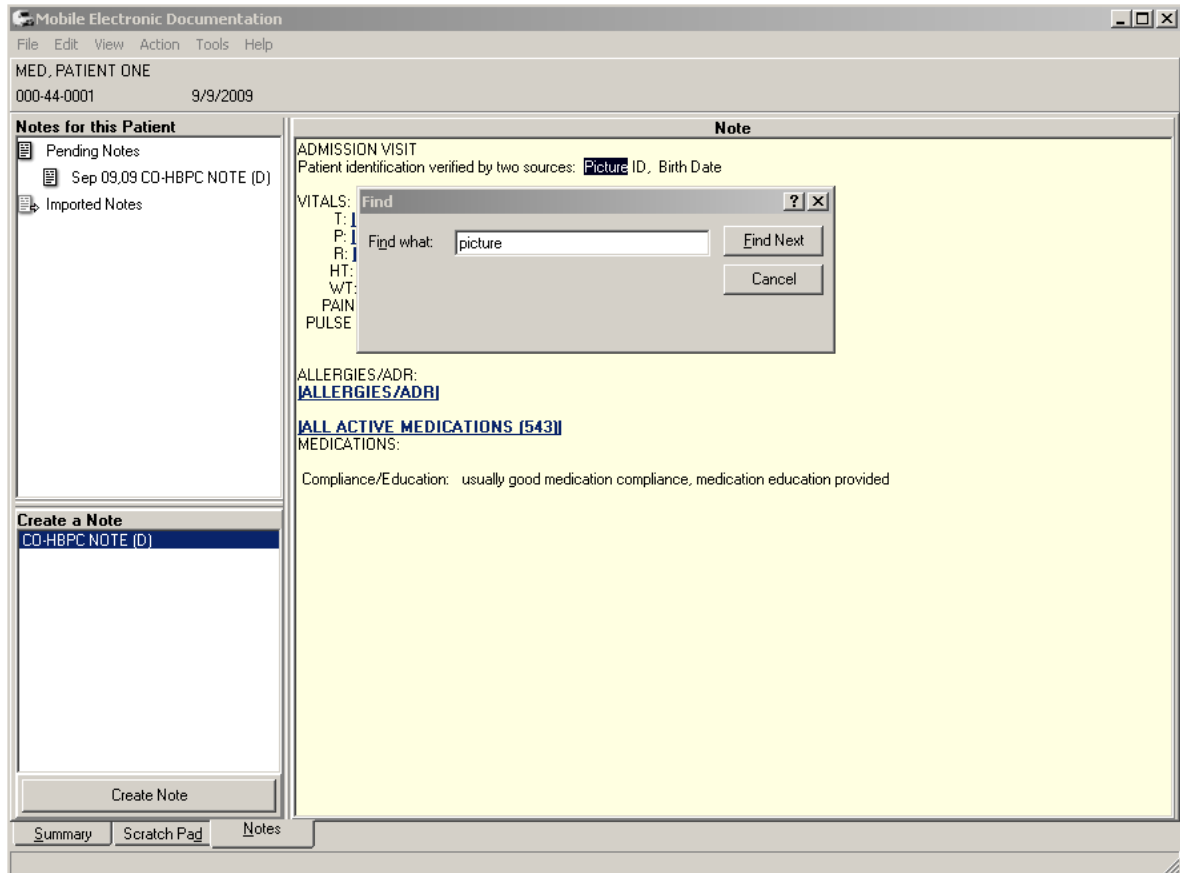 Mobile Electronic Documentation
File Edit View Action Tools Help
MED, PATIENT ONE
000-44-0001 9/9/2009
Notes for this Patient
Pending Notes
Sep 09,09 CO-HBPC NOTE (D)
Imported Notes
Create a Note
CO-HBPC NOTE (D)
Create Note
Note
ADMISSION VISIT
Patient identification verified by two sources: Picture ID, Birth Date
VITALS:
T:
P:
R:
HT:
WT:
PAIN
PULSE
Find
Find what: picture
Find Next
Cancel
ALLERGIES/ADR:
|ALLERGIES/ADR|
|ALL ACTIVE MEDICATIONS (543)|
MEDICATIONS:
Compliance/Education: usually good medication compliance, medication education provided
Summary Scratch Pad Notes